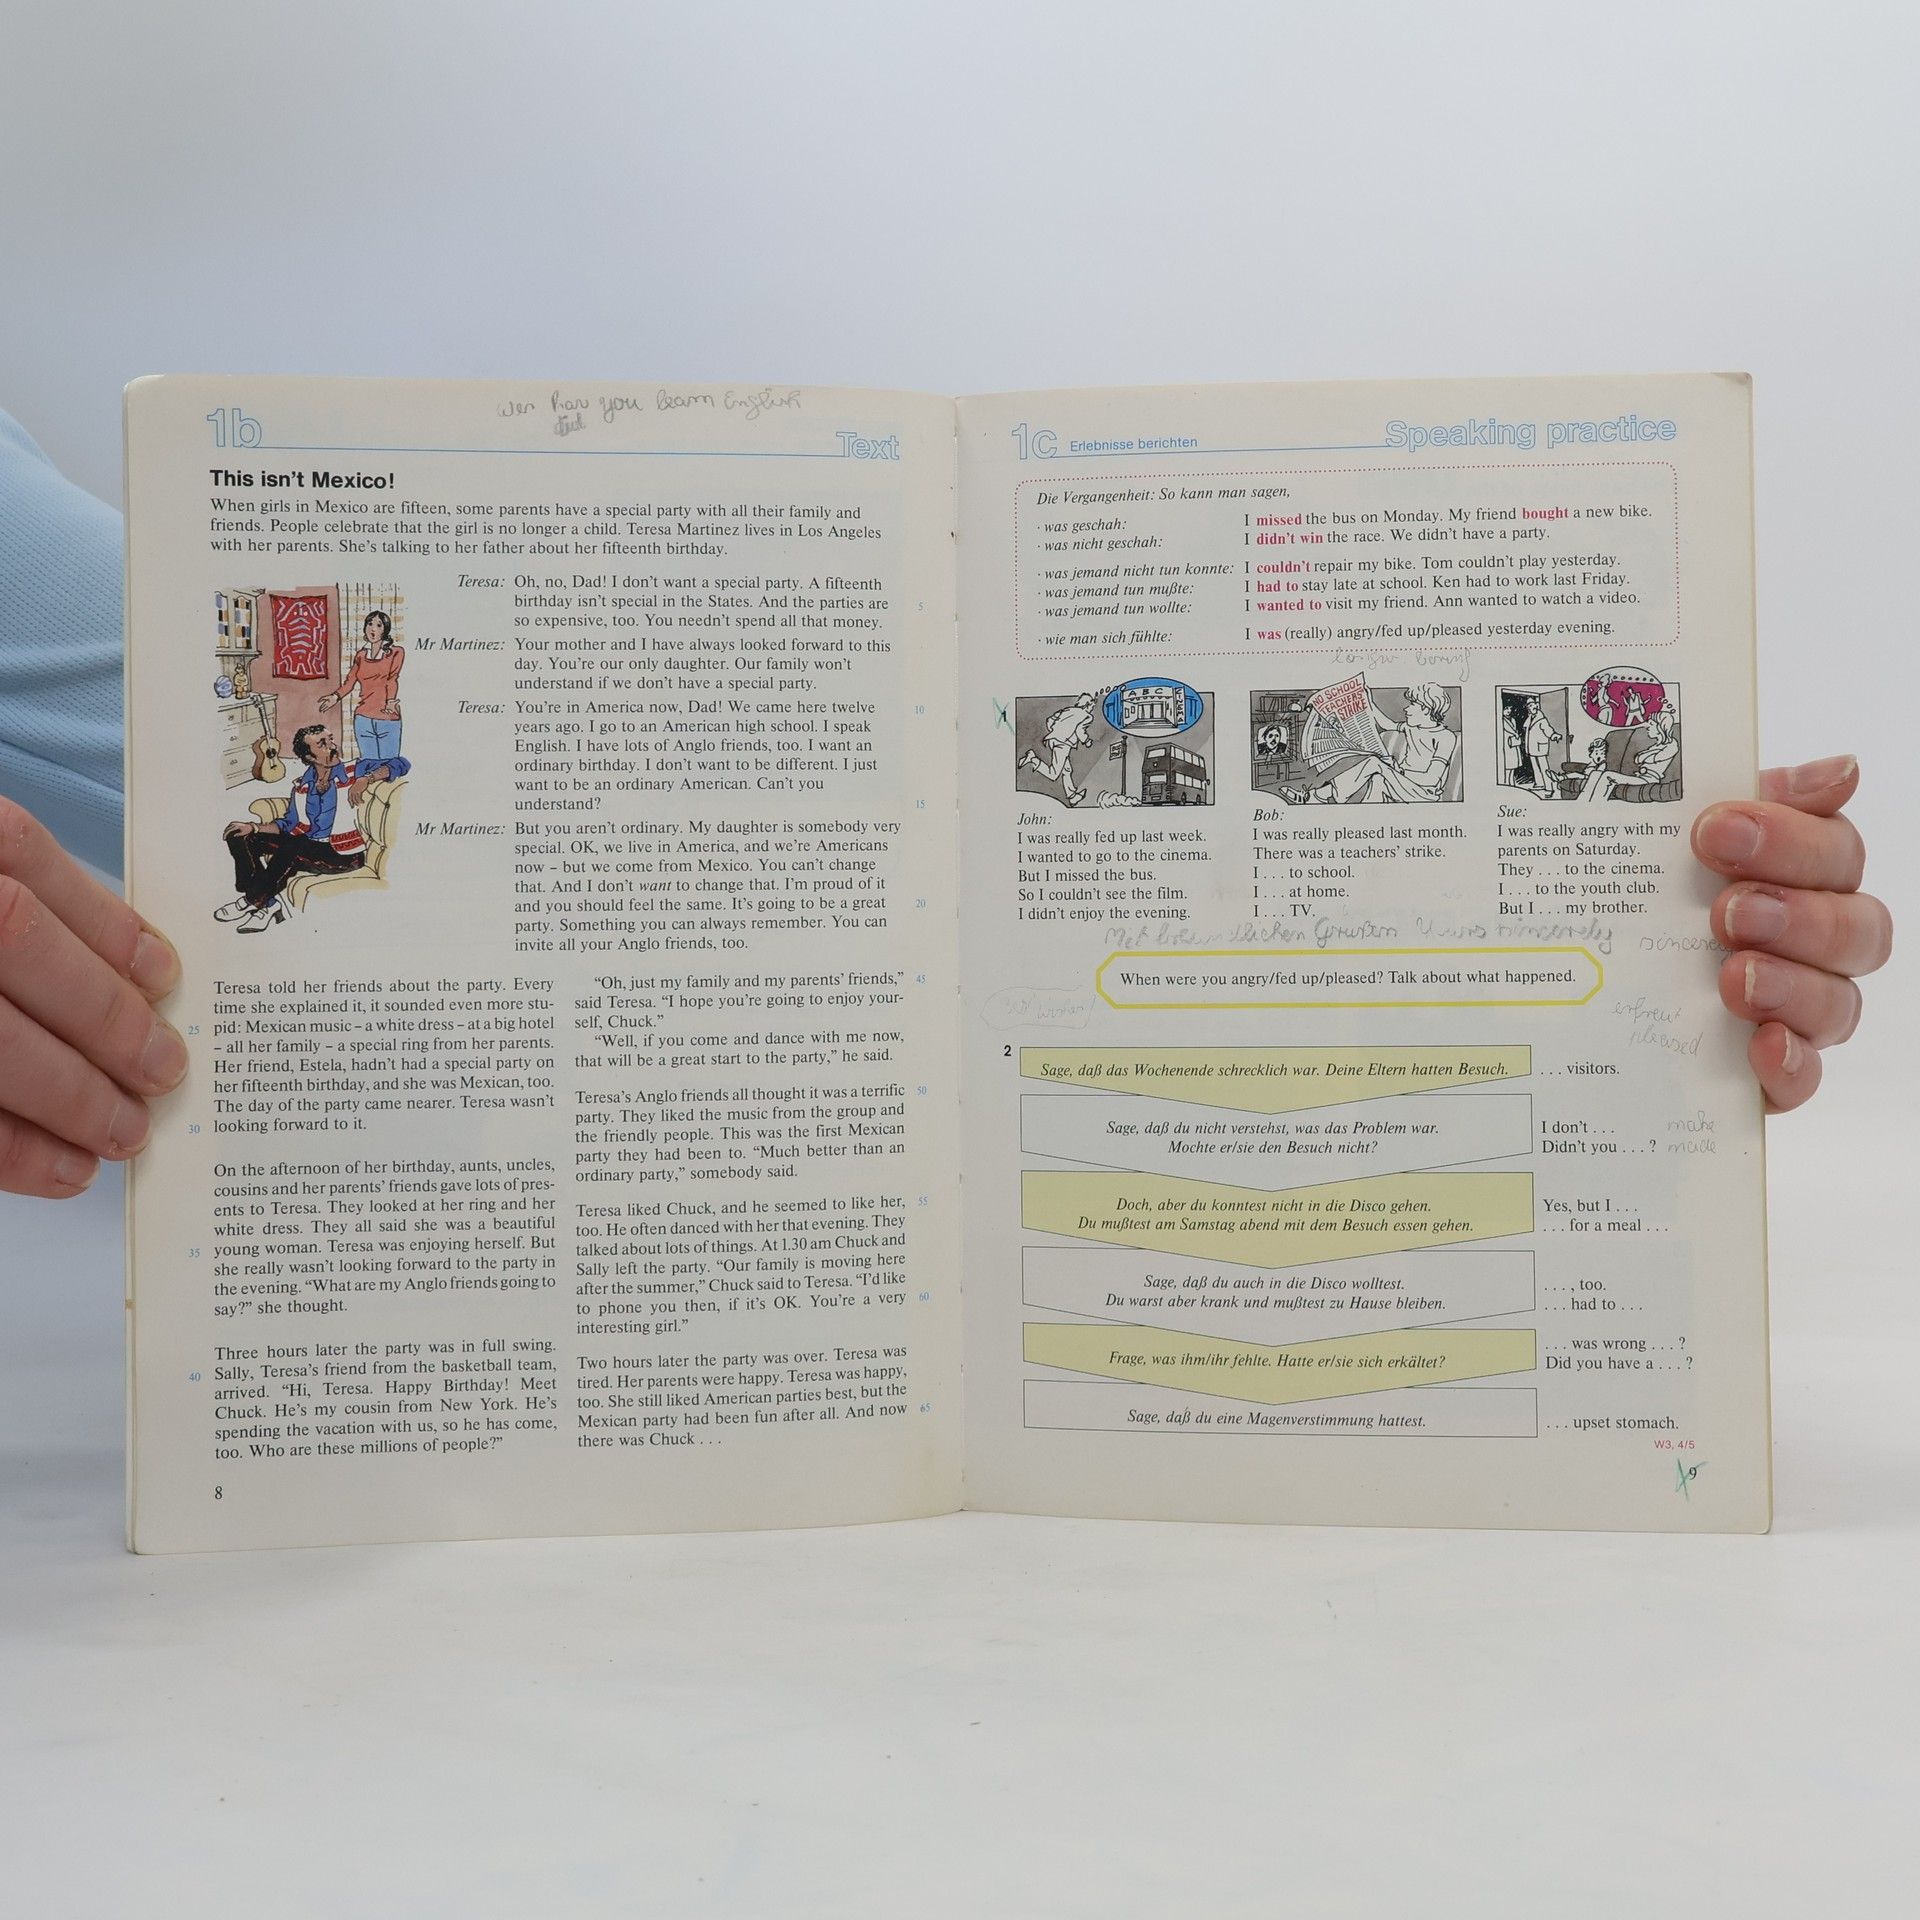 1b
Text
This isn't Mexico!
When girls in Mexico are fifteen, some parents have a special party with all their family and
friends. People celebrate that the girl is no longer a child. Teresa Martinez lives in Los Angeles
with her parents. She's talking to her father about her fifteenth birthday.
Teresa: Oh, no, Dad! I don't want a special party. A fifteenth
birthday isn't special in the States. And the parties are 5
so expensive, too. You needn't spend all that money.
Mr Martinez: Your mother and I have always looked forward to this
day. You're our only daughter. Our family won't
understand if we don't have a special party.
Teresa: You're in America now, Dad! We came here twelve 10
years ago. I go to an American high school. I speak
English. I have lots of Anglo friends, too. I want an
ordinary birthday. I don't want to be different. I just
want to be an ordinary American. Can't you
understand? 15
Mr Martinez: But you aren't ordinary. My daughter is somebody very
special. OK, we live in America, and we're Americans
now – but we come from Mexico. You can't change
that. And I don't want to change that. I'm proud of it
and you should feel the same. It's going to be a great 20
party. Something you can always remember. You can
invite all your Anglo friends, too.
Teresa told her friends about the party. Every
time she explained it, it sounded even more stu-
25 pid: Mexican music – a white dress – at a big hotel
– all her family – a special ring from her parents.
Her friend, Estela, hadn't had a special party on
her fifteenth birthday, and she was Mexican, too.
The day of the party came nearer. Teresa wasn't
30 looking forward to it.
On the afternoon of her birthday, aunts, uncles,
cousins and her parents' friends gave lots of pres-
ents to Teresa. They looked at her ring and her
white dress. They all said she was a beautiful
35 young woman. Teresa was enjoying herself. But
she really wasn't looking forward to the party in
the evening. “What are my Anglo friends going to
say?” she thought.
Three hours later the party was in full swing.
40 Sally, Teresa's friend from the basketball team,
arrived. “Hi, Teresa. Happy Birthday! Meet
Chuck. He's my cousin from New York. He's
spending the vacation with us, so he has come,
too. Who are these millions of people?”
“Oh, just my family and my parents' friends,” 45
said Teresa. “I hope you're going to enjoy your-
self, Chuck.”
“Well, if you come and dance with me now,
that will be a great start to the party,” he said.
Teresa's Anglo friends all thought it was a terrific 50
party. They liked the music from the group and
the friendly people. This was the first Mexican
party they had been to. “Much better than an
ordinary party,” somebody said.
Teresa liked Chuck, and he seemed to like her, 55
too. He often danced with her that evening. They
talked about lots of things. At 1.30 am Chuck and
Sally left the party. “Our family is moving here
after the summer,” Chuck said to Teresa. “I'd like
to phone you then, if it's OK. You're a very 60
interesting girl.”
Two hours later the party was over. Teresa was
tired. Her parents were happy. Teresa was happy,
too. She still liked American parties best, but the
Mexican party had been fun after all. And now 65
there was Chuck . . .
8
1c Erlebnisse berichten
Speaking practice
Die Vergangenheit: So kann man sagen,
· was geschah: I missed the bus on Monday. My friend bought a new bike.
· was nicht geschah: I didn't win the race. We didn't have a party.
· was jemand nicht tun konnte: I couldn't repair my bike. Tom couldn't play yesterday.
· was jemand tun mußte: I had to stay late at school. Ken had to work last Friday.
· was jemand tun wollte: I wanted to visit my friend. Ann wanted to watch a video.
· wie man sich fühlte: I was (really) angry/fed up/pleased yesterday evening.
1
ABC
NO SCHOOL
TEACHERS'
STRIKE
John:
I was really fed up last week.
I wanted to go to the cinema.
But I missed the bus.
So I couldn't see the film.
I didn't enjoy the evening.
Bob:
I was really pleased last month.
There was a teachers' strike.
I . . . to school.
I . . . at home.
I . . . TV.
Sue:
I was really angry with my
parents on Saturday.
They . . . to the cinema.
I . . . to the youth club.
But I . . . my brother.
sincerely
When were you angry/fed up/pleased? Talk about what happened.
erfreut
pleased
2
Sage, daß das Wochenende schrecklich war. Deine Eltern hatten Besuch. . . . visitors.
Sage, daß du nicht verstehst, was das Problem war. I don't . . . make
Mochte er/sie den Besuch nicht? Didn't you . . . ? made
Doch, aber du konntest nicht in die Disco gehen. Yes, but I . . .
Du mußtest am Samstag abend mit dem Besuch essen gehen. . . . for a meal . . .
Sage, daß du auch in die Disco wolltest. . . . , too.
Du warst aber krank und mußtest zu Hause bleiben. . . . had to . . .
. . . was wrong . . . ?
Frage, was ihm/ihr fehlte. Hatte er/sie sich erkältet? Did you have a . . . ?
Sage, daß du eine Magenverstimmung hattest. . . . upset stomach.
W3, 4/5
9